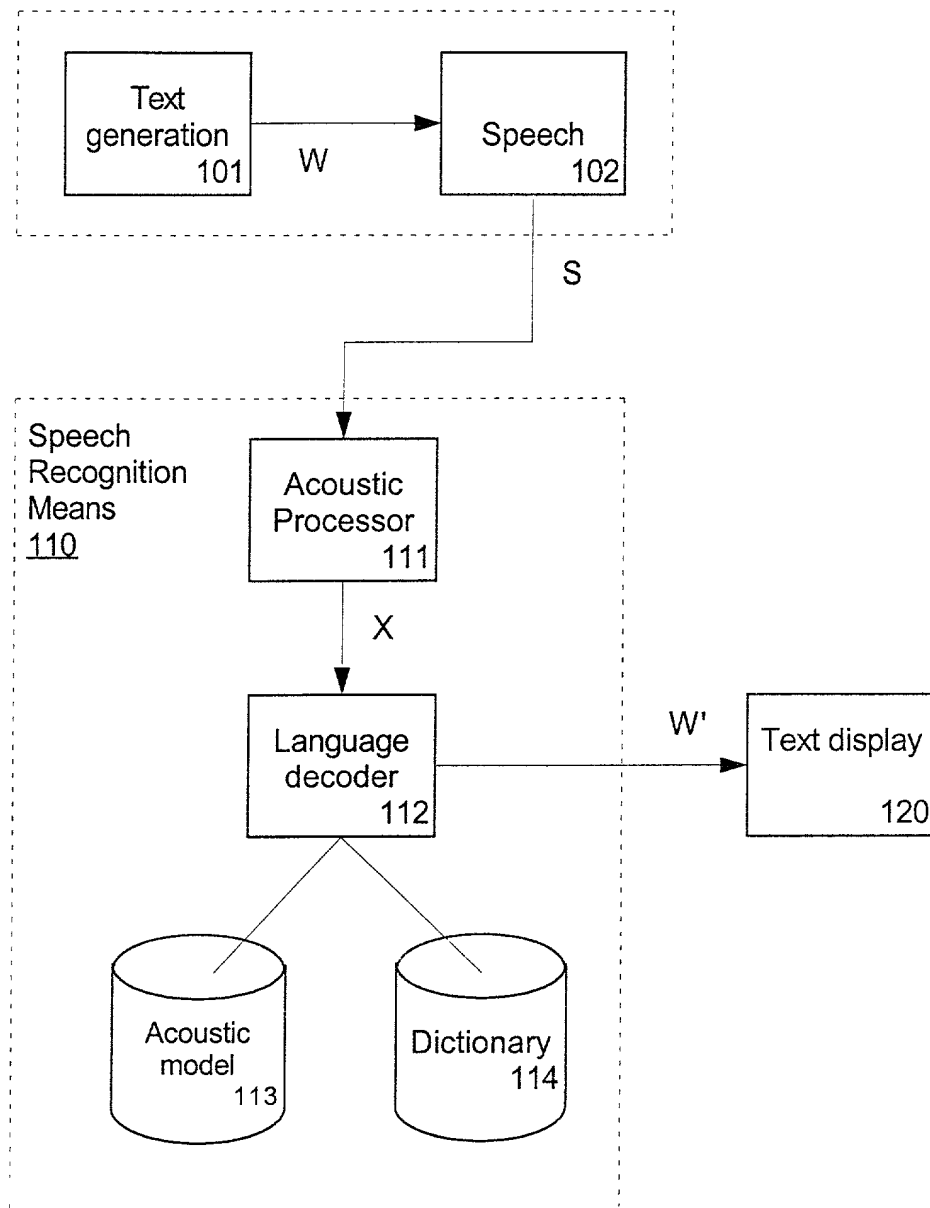 Text
generation
101
W
Speech
102
S
Speech
Recognition
Means
110
Acoustic
Processor
111
X
Language
decoder
112
W'
Text display
120
Acoustic
model
113
Dictionary
114